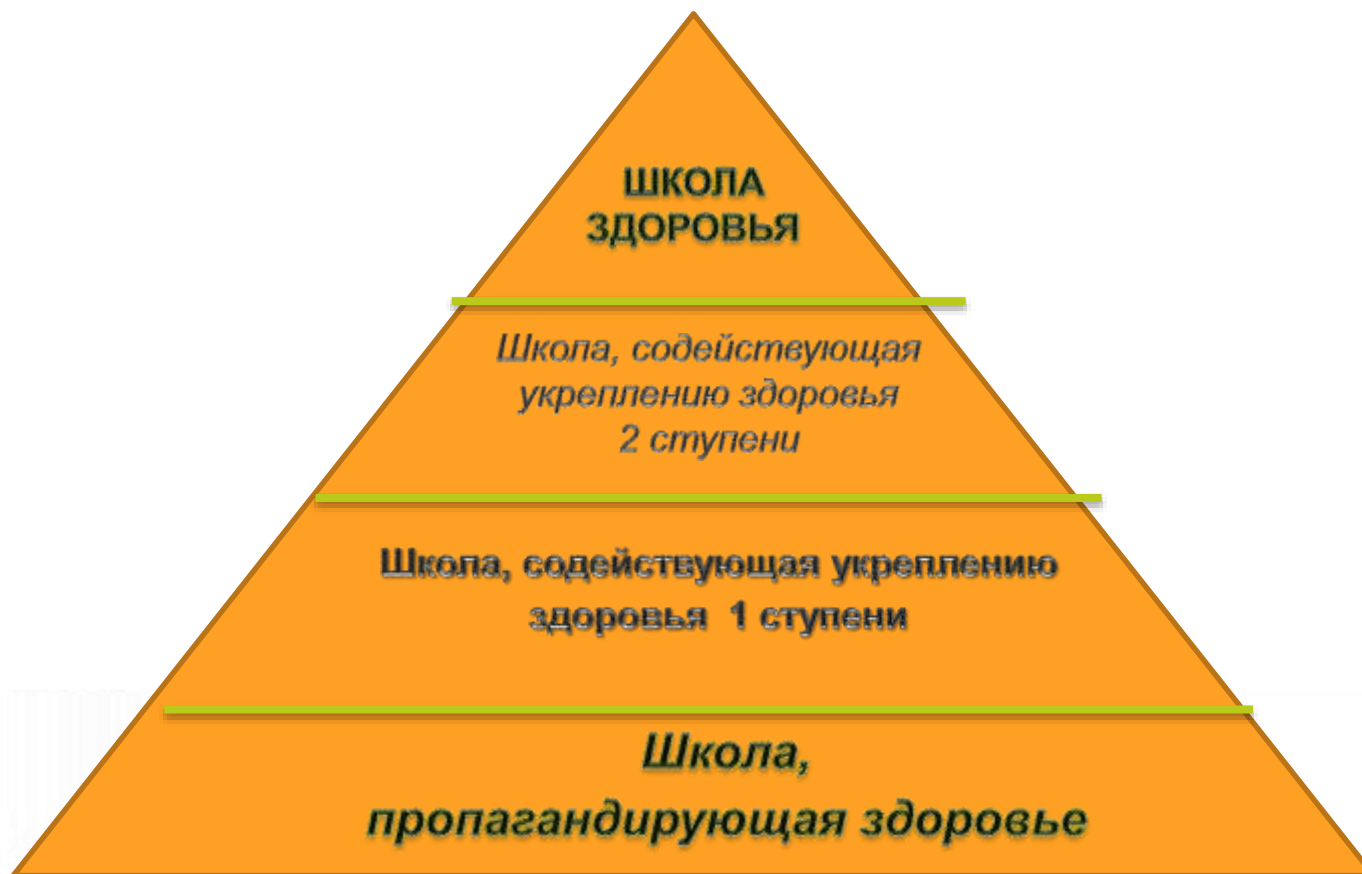 ШКОЛА
ЗДОРОВЬЯ
Школа, содействующая
укреплению здоровья
2 ступени
Школа, содействующая укреплению
здоровья 1 ступени
Школа,
пропагандирующая здоровье